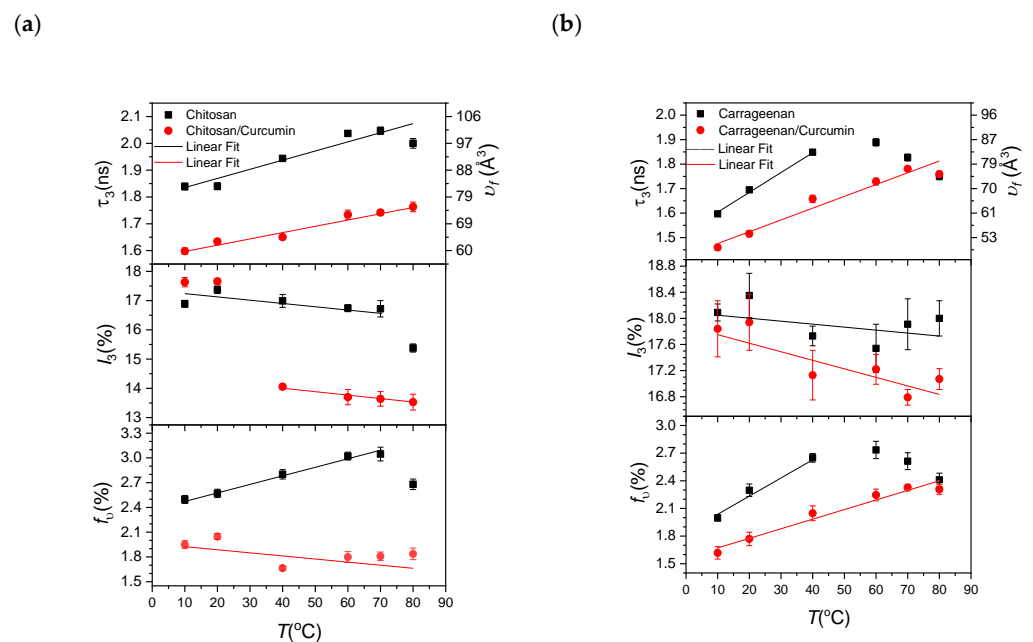 (a)
(b)
2.1
2.0
1.9
1.8
1.7
1.6
τ3(ns)
Chitosan
Chitosan/Curcumin
Linear Fit
Linear Fit
106
97
88
83
78
69
60
υf (Å3)
18
17
16
15
14
13
I3(%)
3.3
3.0
2.7
2.4
2.1
1.8
1.5
fυ(%)
0 10 20 30 40 50 60 70 80 90
T(oC)
2.0
1.9
1.8
1.7
1.6
1.5
τ3(ns)
Carrageenan
Carrageenan/Curcumin
Linear Fit
Linear Fit
96
87
79
70
61
53
υf (Å3)
18.8
18.4
18.0
17.6
17.2
16.8
I3(%)
3.0
2.7
2.4
2.1
1.8
1.5
1.2
fυ(%)
0 10 20 30 40 50 60 70 80 90
T(oC)